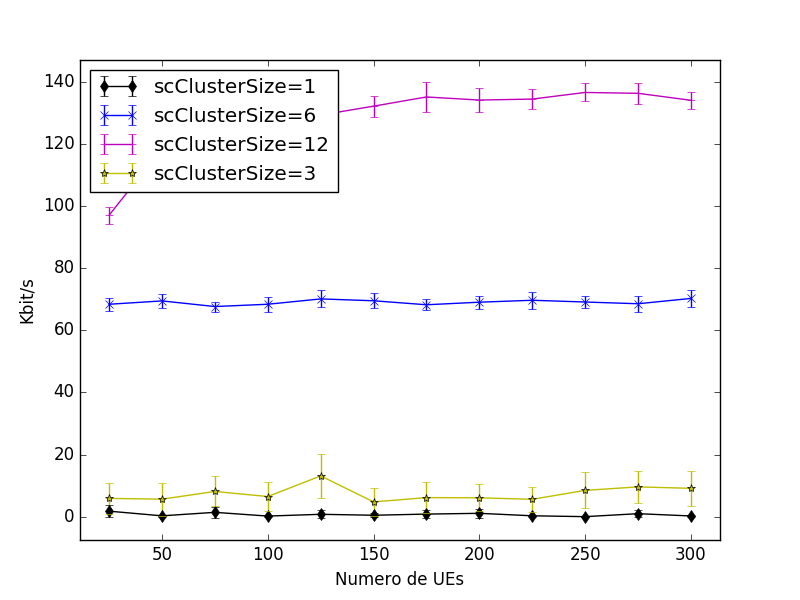 scClusterSize=1
scClusterSize=6
scClusterSize=12
scClusterSize=3
140
120
100
80
60
40
20
0
Kbit/s
50 100 150 200 250 300
Numero de UEs